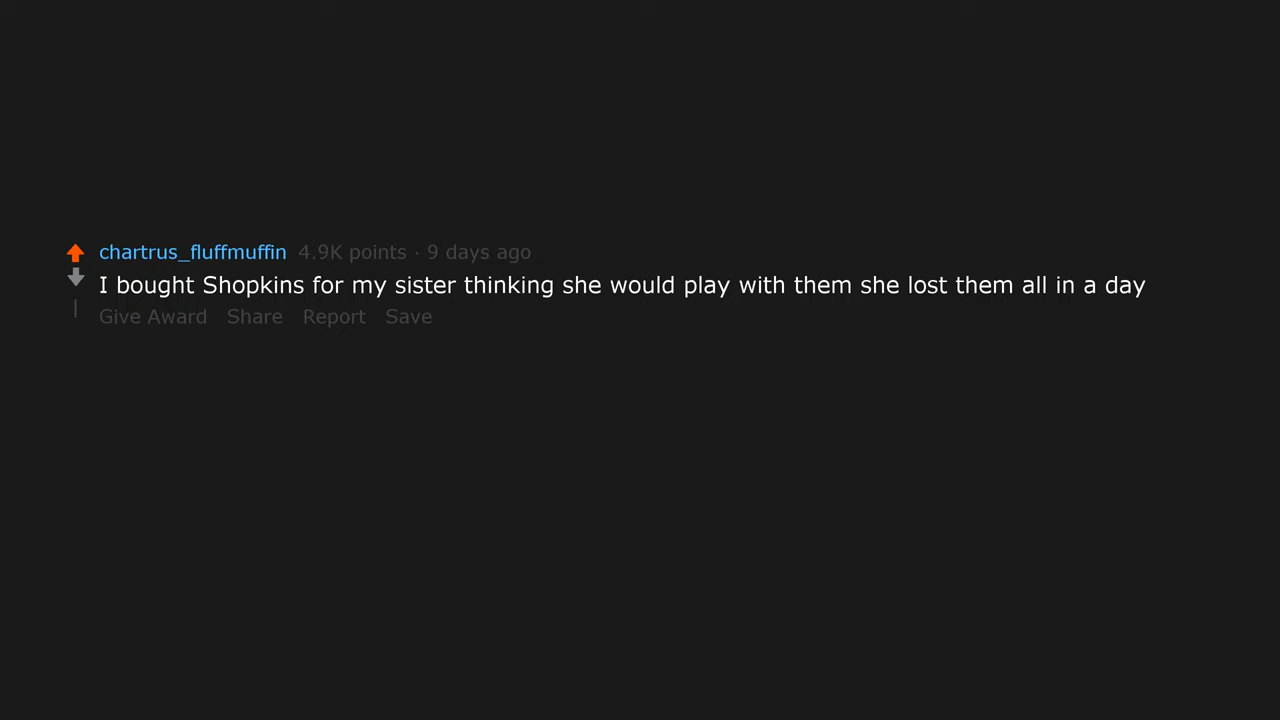 chartrus_fluffmuffin 4.9K points · 9 days ago
I bought Shopkins for my sister thinking she would play with them she lost them all in a day
Give Award Share Report Save